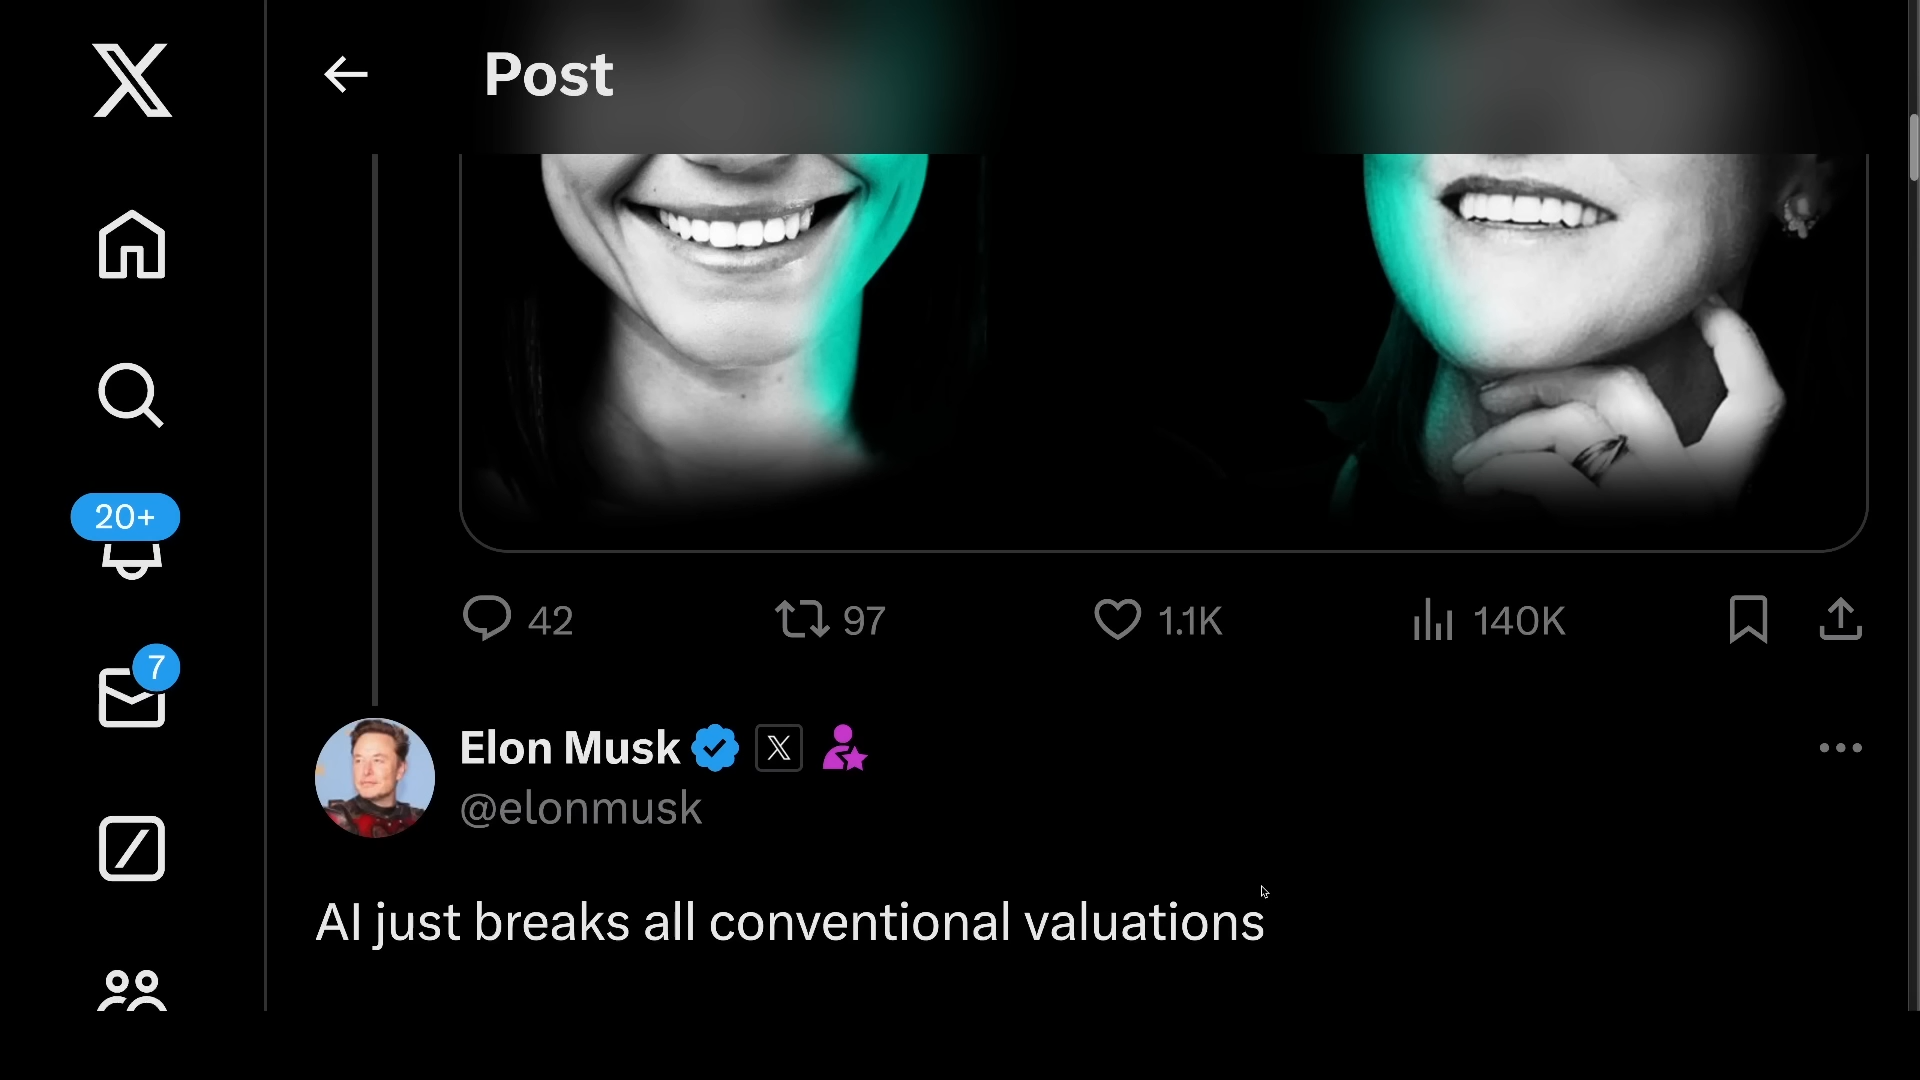 Post
20+
7
42 97 1.1K 140K
Elon Musk
@elonmusk
AI just breaks all conventional valuations